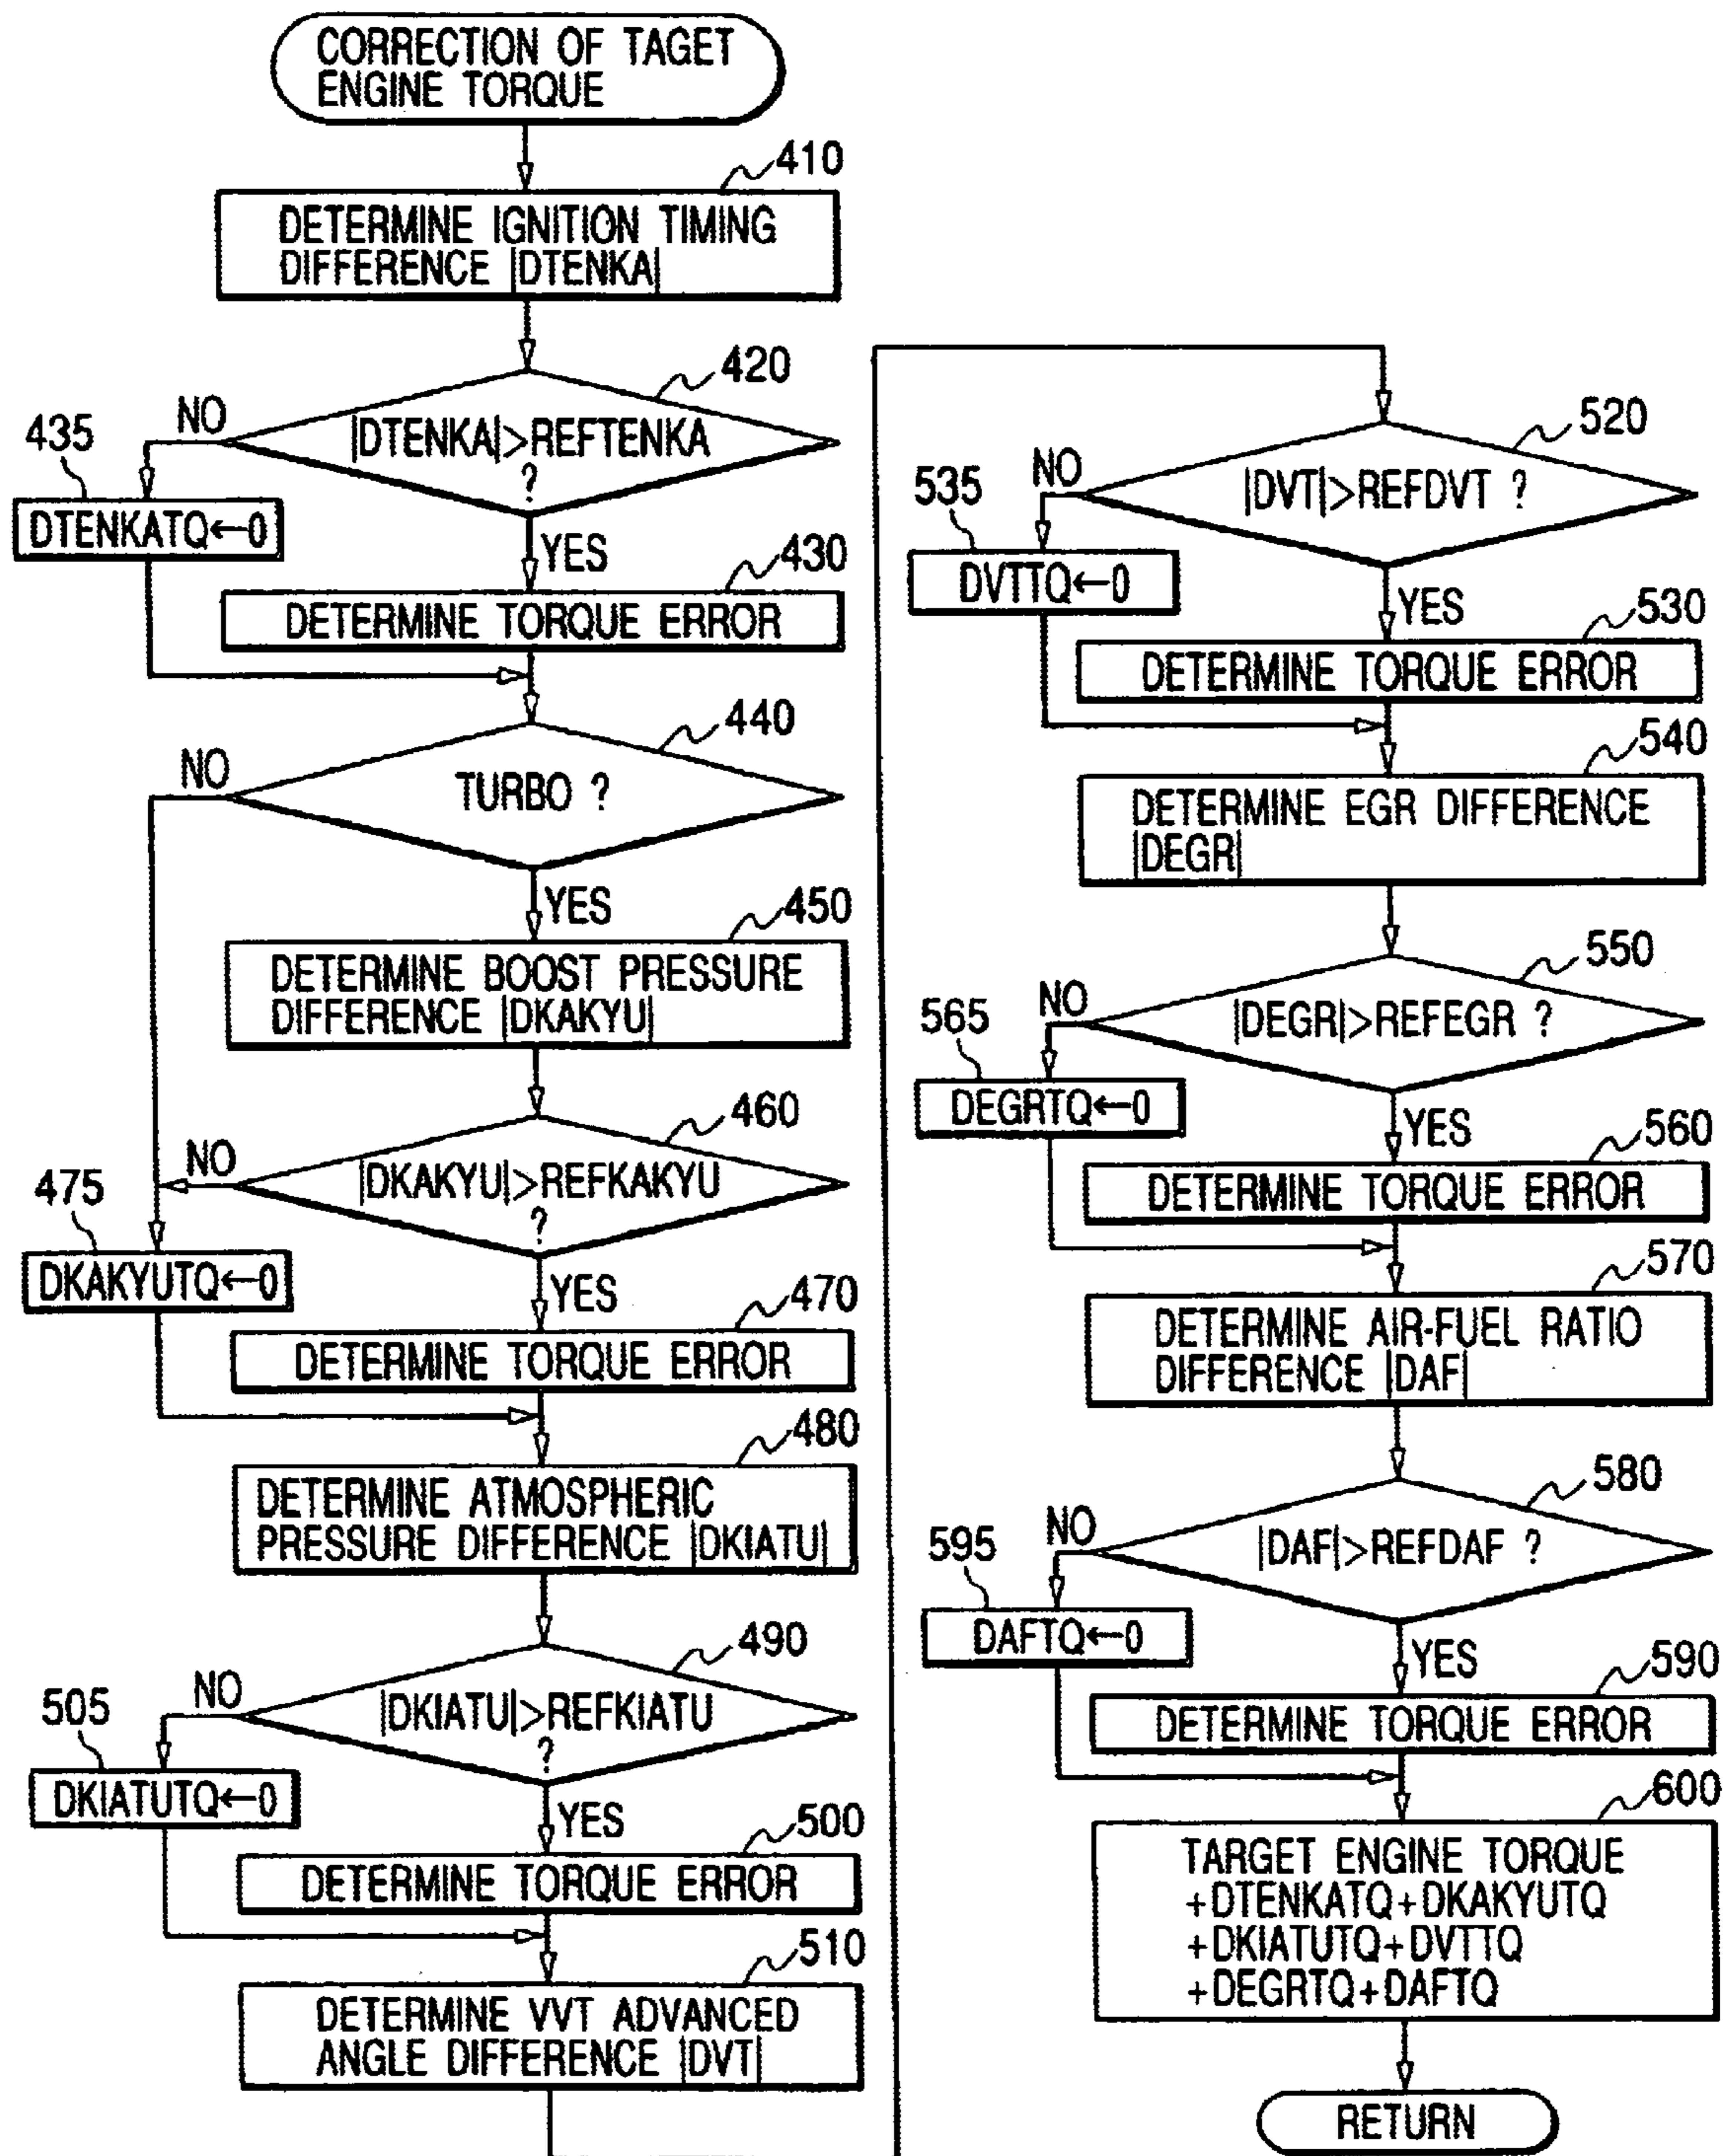 CORRECTION OF TAGET
ENGINE TORQUE
410
DETERMINE IGNITION TIMING
DIFFERENCE |DTENKA|
420
NO
|DTENKA|>REFTENKA
?
435
DTENKATQ←0
YES
430
DETERMINE TORQUE ERROR
440
NO
TURBO ?
YES
450
DETERMINE BOOST PRESSURE
DIFFERENCE |DKAKYU|
460
NO
|DKAKYU|>REFKAKYU
?
475
DKAKYUTQ←0
YES
470
DETERMINE TORQUE ERROR
480
DETERMINE ATMOSPHERIC
PRESSURE DIFFERENCE |DKIATU|
490
NO
|DKIATU|>REFKIATU
?
505
DKIATUTQ←0
YES
500
DETERMINE TORQUE ERROR
510
DETERMINE VVT ADVANCED
ANGLE DIFFERENCE |DVT|
520
NO
|DVT|>REFDVT ?
535
DVTTQ←0
YES
530
DETERMINE TORQUE ERROR
540
DETERMINE EGR DIFFERENCE
|DEGR|
550
NO
|DEGR|>REFEGR ?
565
DEGRTQ←0
YES
560
DETERMINE TORQUE ERROR
570
DETERMINE AIR-FUEL RATIO
DIFFERENCE |DAF|
580
NO
|DAF|>REFDAF ?
595
DAFTQ←0
YES
590
DETERMINE TORQUE ERROR
600
TARGET ENGINE TORQUE
+DTENKATQ+DKAKYUTQ
+DKIATUTQ+DVTTQ
+DEGRTQ+DAFTQ
RETURN